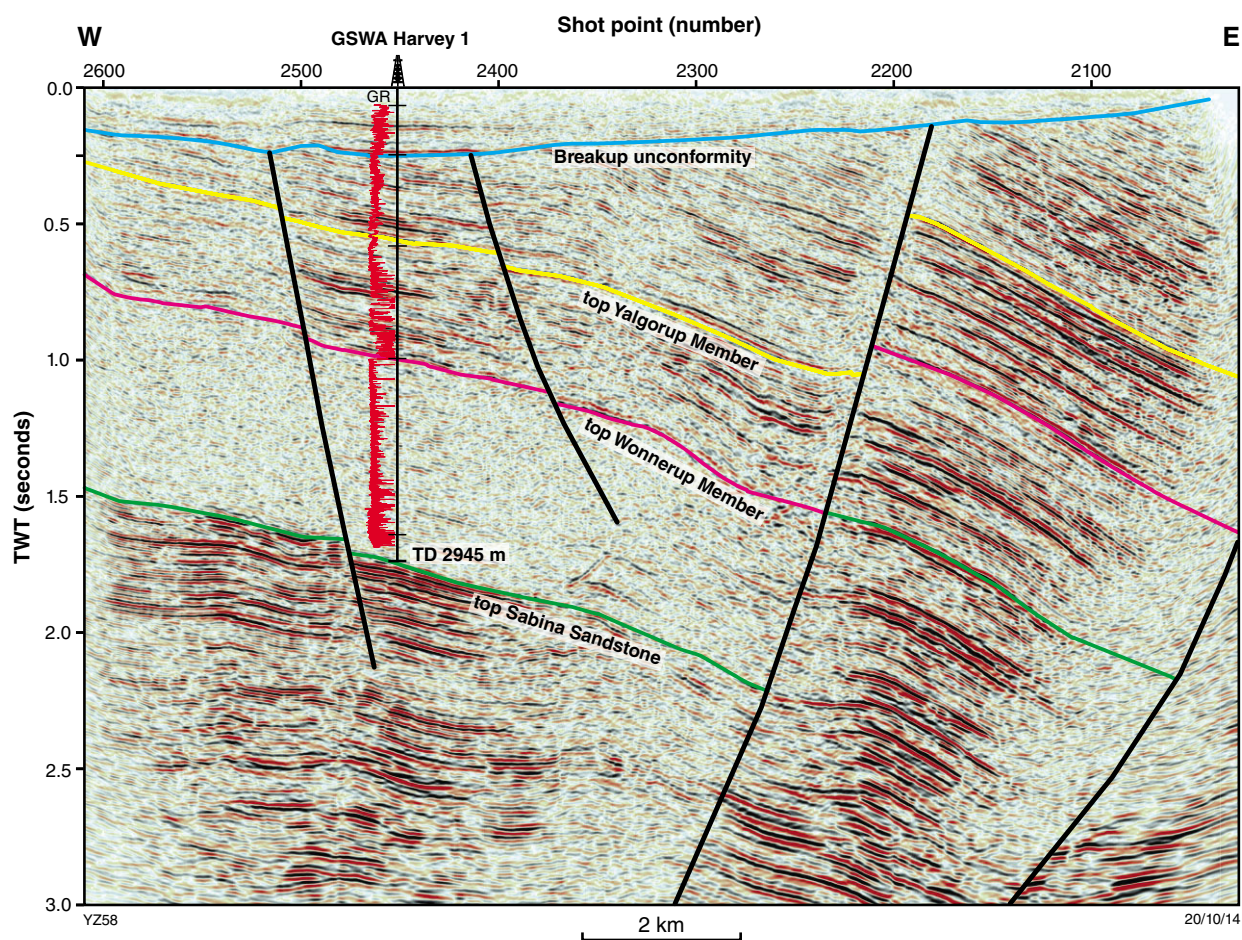 Shot point (number)
W
GSWA Harvey 1
E
2600
2500
2400
2300
2200
2100
GR
0.0
0.5
1.0
1.5
2.0
2.5
3.0
TWT (seconds)
Breakup unconformity
top Yalgorup Member
top Wonnerup Member
TD 2945 m
top Sabina Sandstone
YZ58
2 km
20/10/14